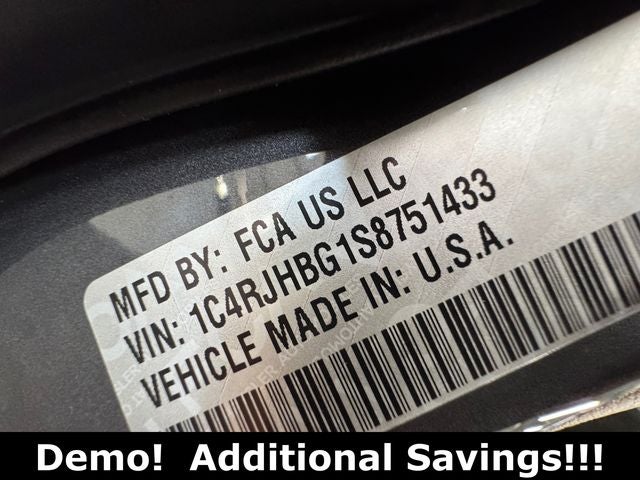 MFD BY: FCA US LLC
VIN: 1C4RJHBG1S8751433
VEHICLE MADE IN: U.S.A.
Demo! Additional Savings!!!